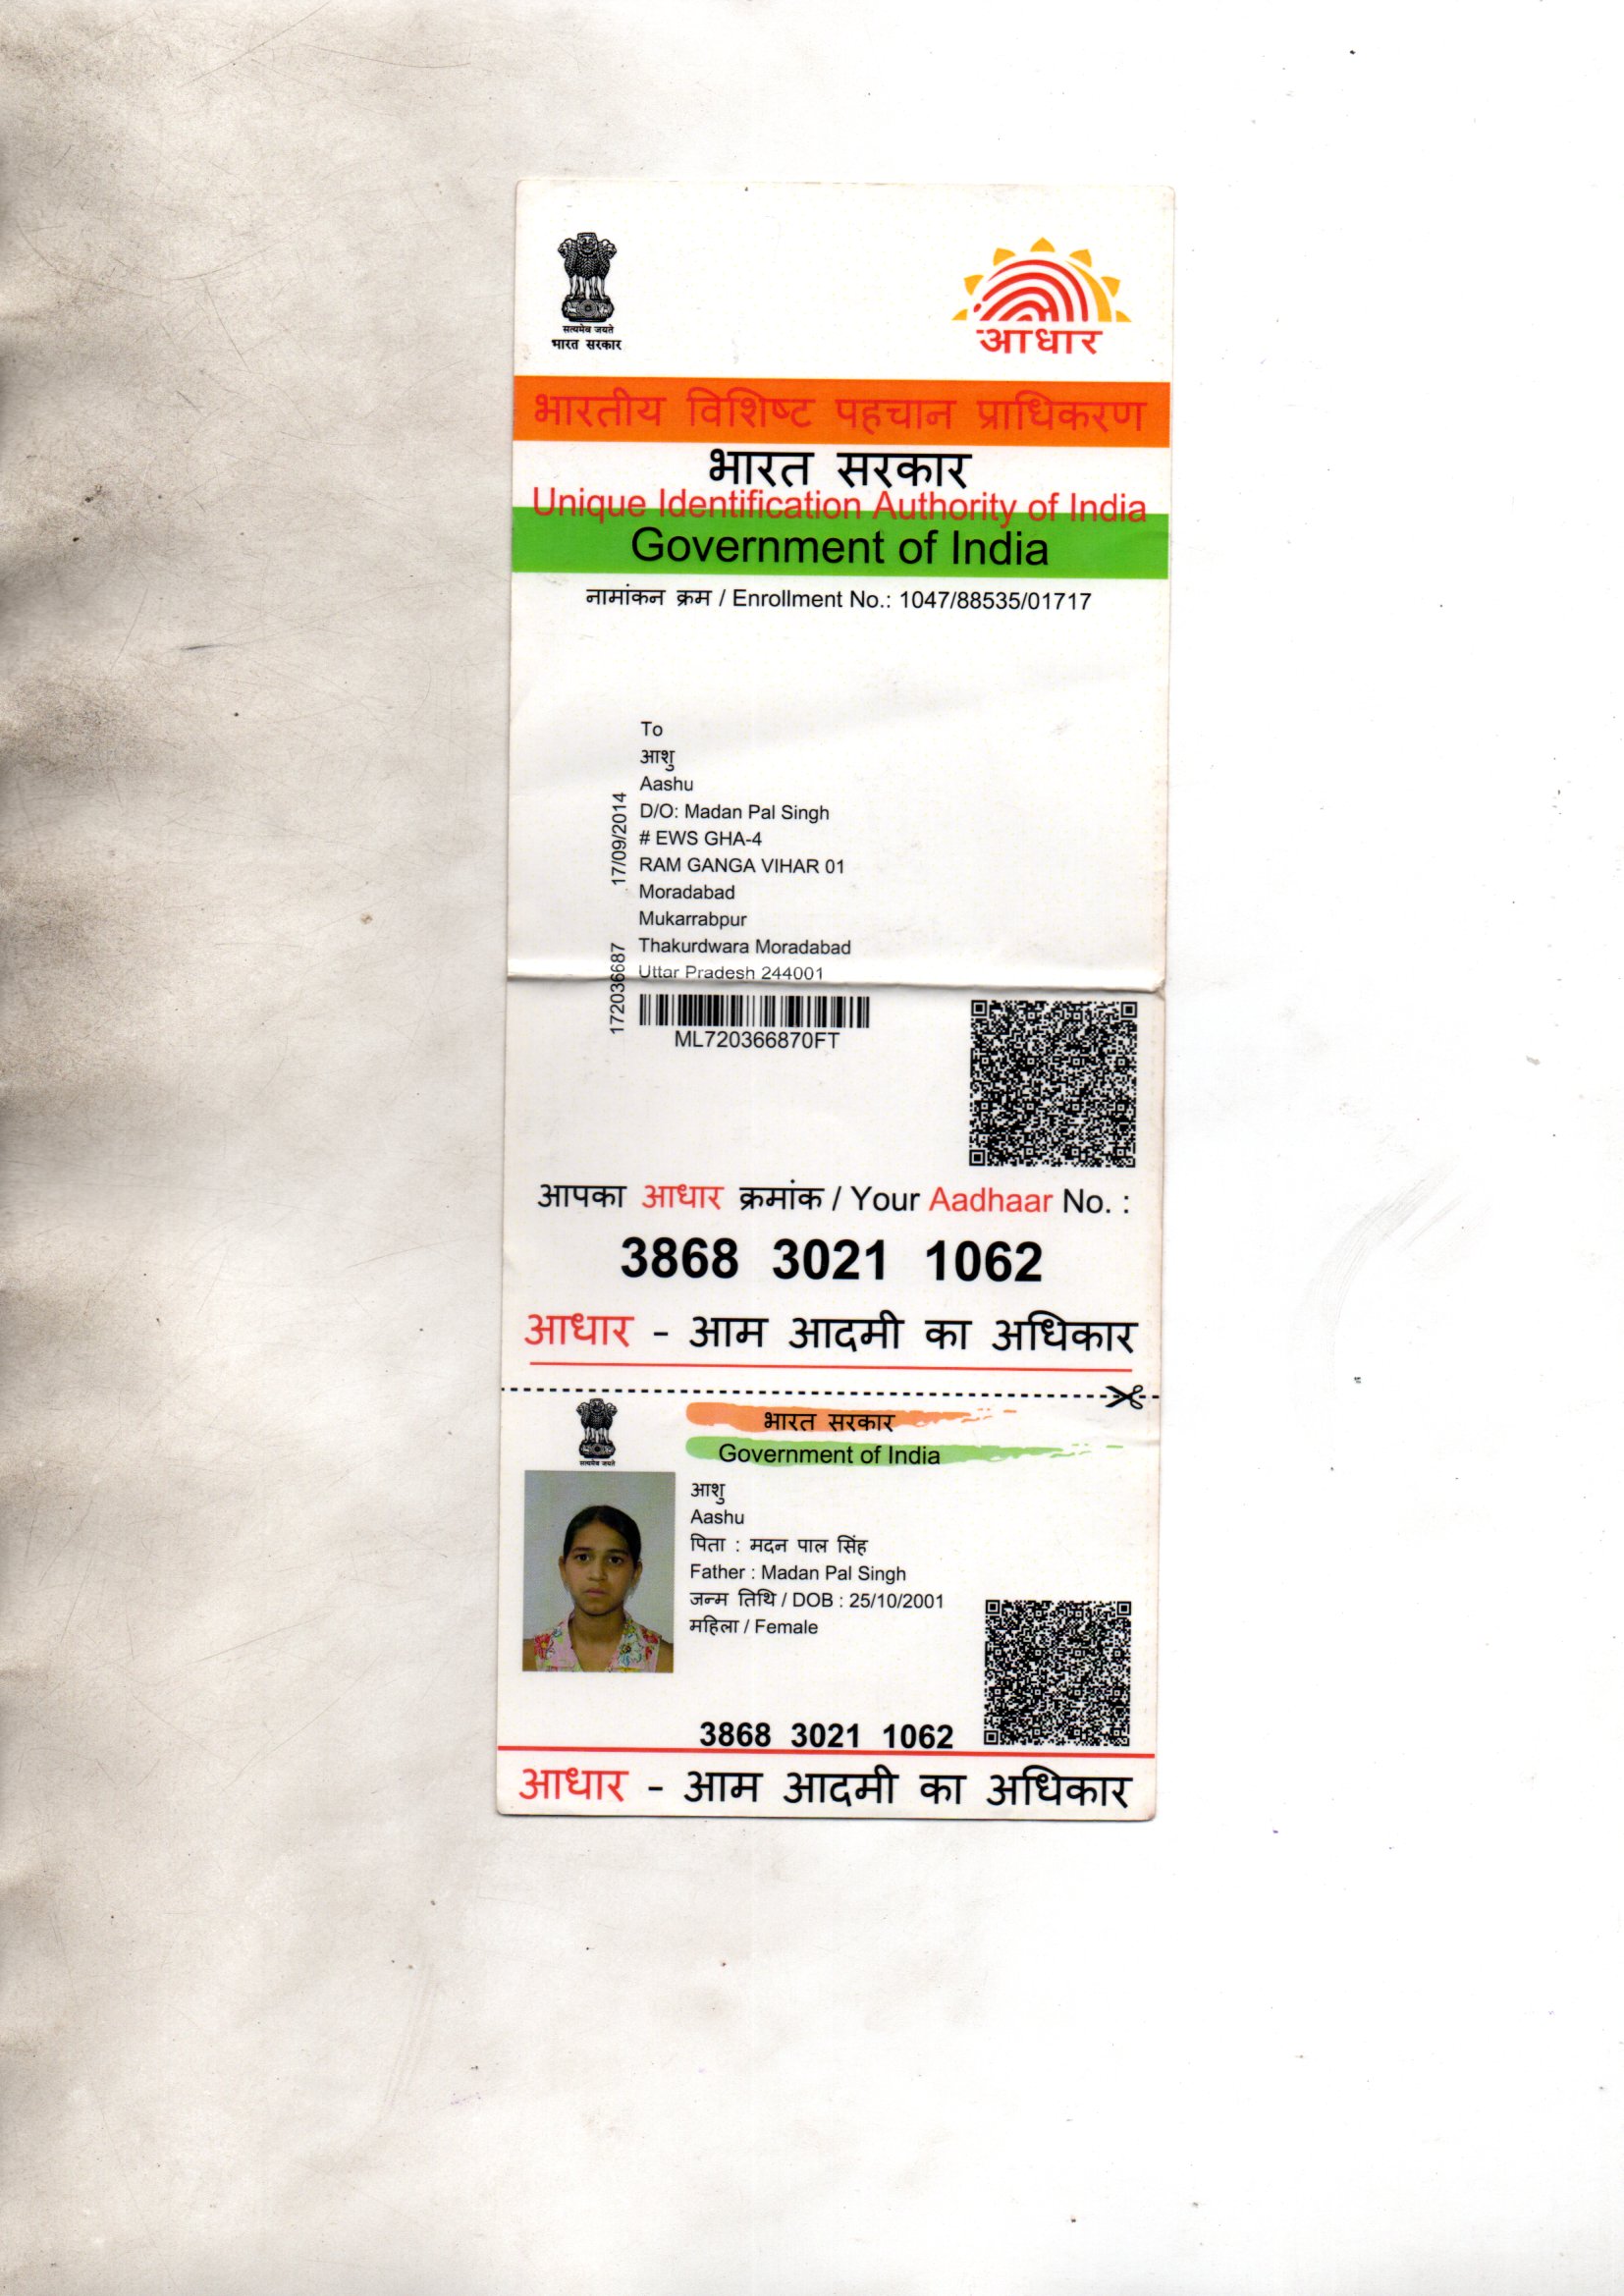 सत्यमेव जयते
भारत सरकार
आधार
भारतीय विशिष्ट पहचान प्राधिकरण
भारत सरकार
Unique Identification Authority of India
Government of India
नामांकन क्रम / Enrollment No.: 1047/88535/01717
To
आशु
Aashu
D/O: Madan Pal Singh
# EWS GHA-4
RAM GANGA VIHAR 01
Moradabad
Mukarrabpur
Thakurdwara Moradabad
Uttar Pradesh 244001
17/09/2014
172036687
ML720366870FT
आपका आधार क्रमांक / Your Aadhaar No. :
3868 3021 1062
आधार - आम आदमी का अधिकार
भारत सरकार
Government of India
सत्यमेव जयते
आशु
Aashu
पिता : मदन पाल सिंह
Father : Madan Pal Singh
जन्म तिथि / DOB : 25/10/2001
महिला / Female
3868 3021 1062
आधार - आम आदमी का अधिकार